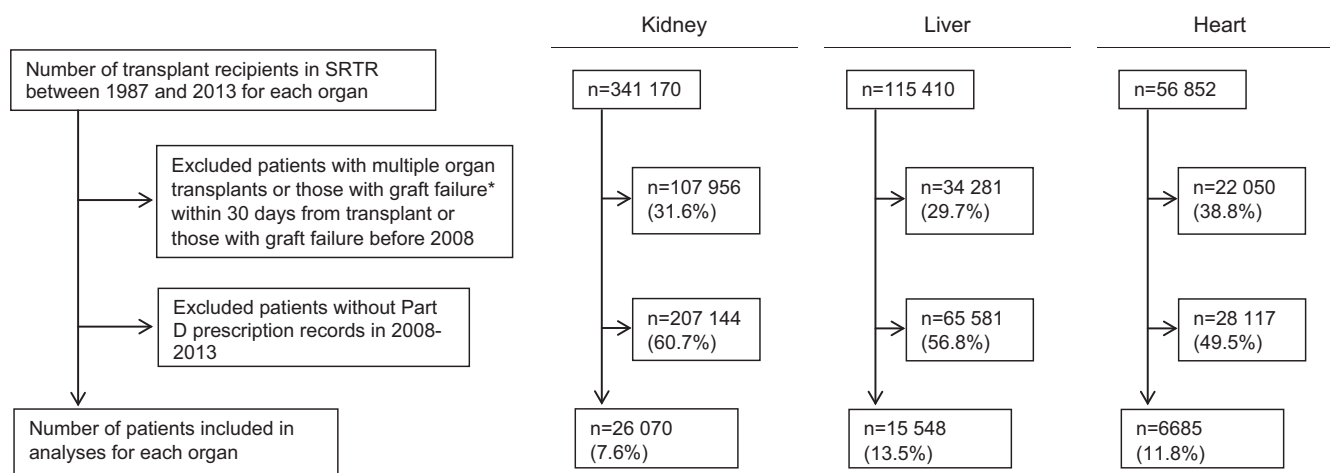 Kidney
Liver
Heart
Number of transplant recipients in SRTR
between 1987 and 2013 for each organ
n=341 170
n=115 410
n=56 852
Excluded patients with multiple organ
transplants or those with graft failure*
within 30 days from transplant or
those with graft failure before 2008
n=107 956
(31.6%)
n=34 281
(29.7%)
n=22 050
(38.8%)
Excluded patients without Part
D prescription records in 2008-
2013
n=207 144
(60.7%)
n=65 581
(56.8%)
n=28 117
(49.5%)
Number of patients included in
analyses for each organ
n=26 070
(7.6%)
n=15 548
(13.5%)
n=6685
(11.8%)